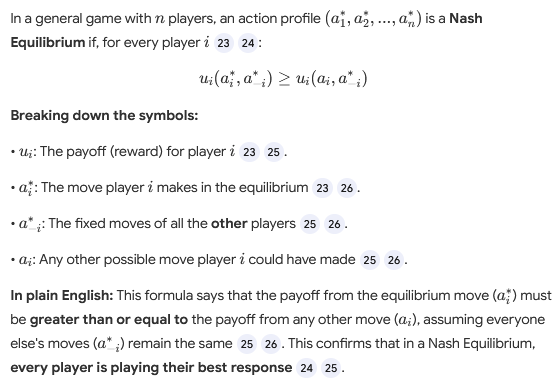 In a general game with n players, an action profile (a₁*, a₂*, ..., aₙ*) is a Nash
Equilibrium if, for every player i 23 24 :
uᵢ(aᵢ*, a₋ᵢ*) ≥ uᵢ(aᵢ, a₋ᵢ*)
Breaking down the symbols:
• uᵢ: The payoff (reward) for player i 23 25 .
• aᵢ*: The move player i makes in the equilibrium 23 26 .
• a₋ᵢ*: The fixed moves of all the other players 25 26 .
• aᵢ: Any other possible move player i could have made 25 26 .
In plain English: This formula says that the payoff from the equilibrium move (aᵢ*) must
be greater than or equal to the payoff from any other move (aᵢ), assuming everyone
else's moves (a₋ᵢ*) remain the same 25 26 . This confirms that in a Nash Equilibrium,
every player is playing their best response 24 25 .